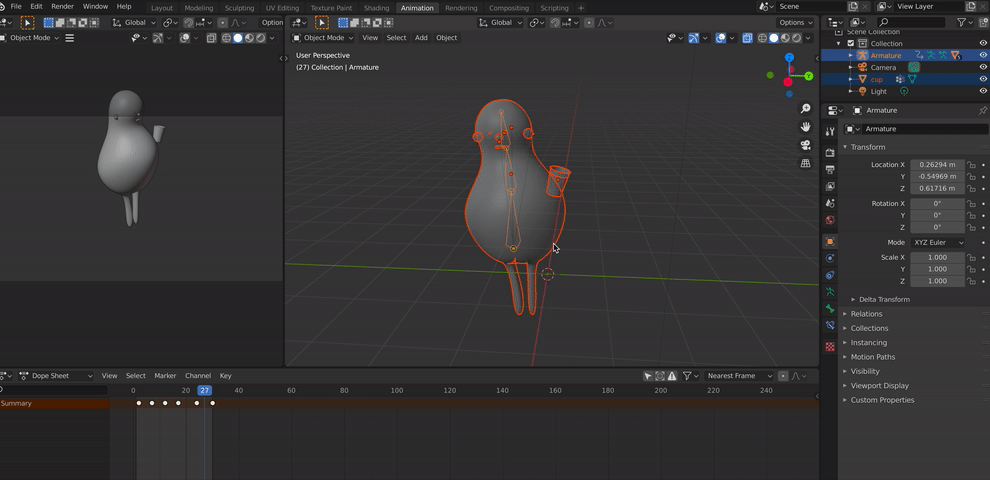 File Edit Render Window Help Layout Modeling Sculpting UV Editing Texture Paint Shading Animation Rendering Compositing Scripting Scene View Layer
Global Option Global Options
Object Mode Object Mode View Select Add Object
User Perspective
(27) Collection | Armature
Z
Y
Scene Collection
Collection
Armature
Camera
cup
Light
Armature
Armature
Transform
Location X 0.26294 m
Y -0.54969 m
Z 0.61716 m
Rotation X 0°
Y 0°
Z 0°
Mode XYZ Euler
Scale X 1.000
Y 1.000
Z 1.000
Delta Transform
Relations
Collections
Instancing
Motion Paths
Visibility
Viewport Display
Custom Properties
Dope Sheet View Select Marker Channel Key Nearest Frame
0 20 27 40 60 80 100 120 140 160 180 200 220 240
Summary